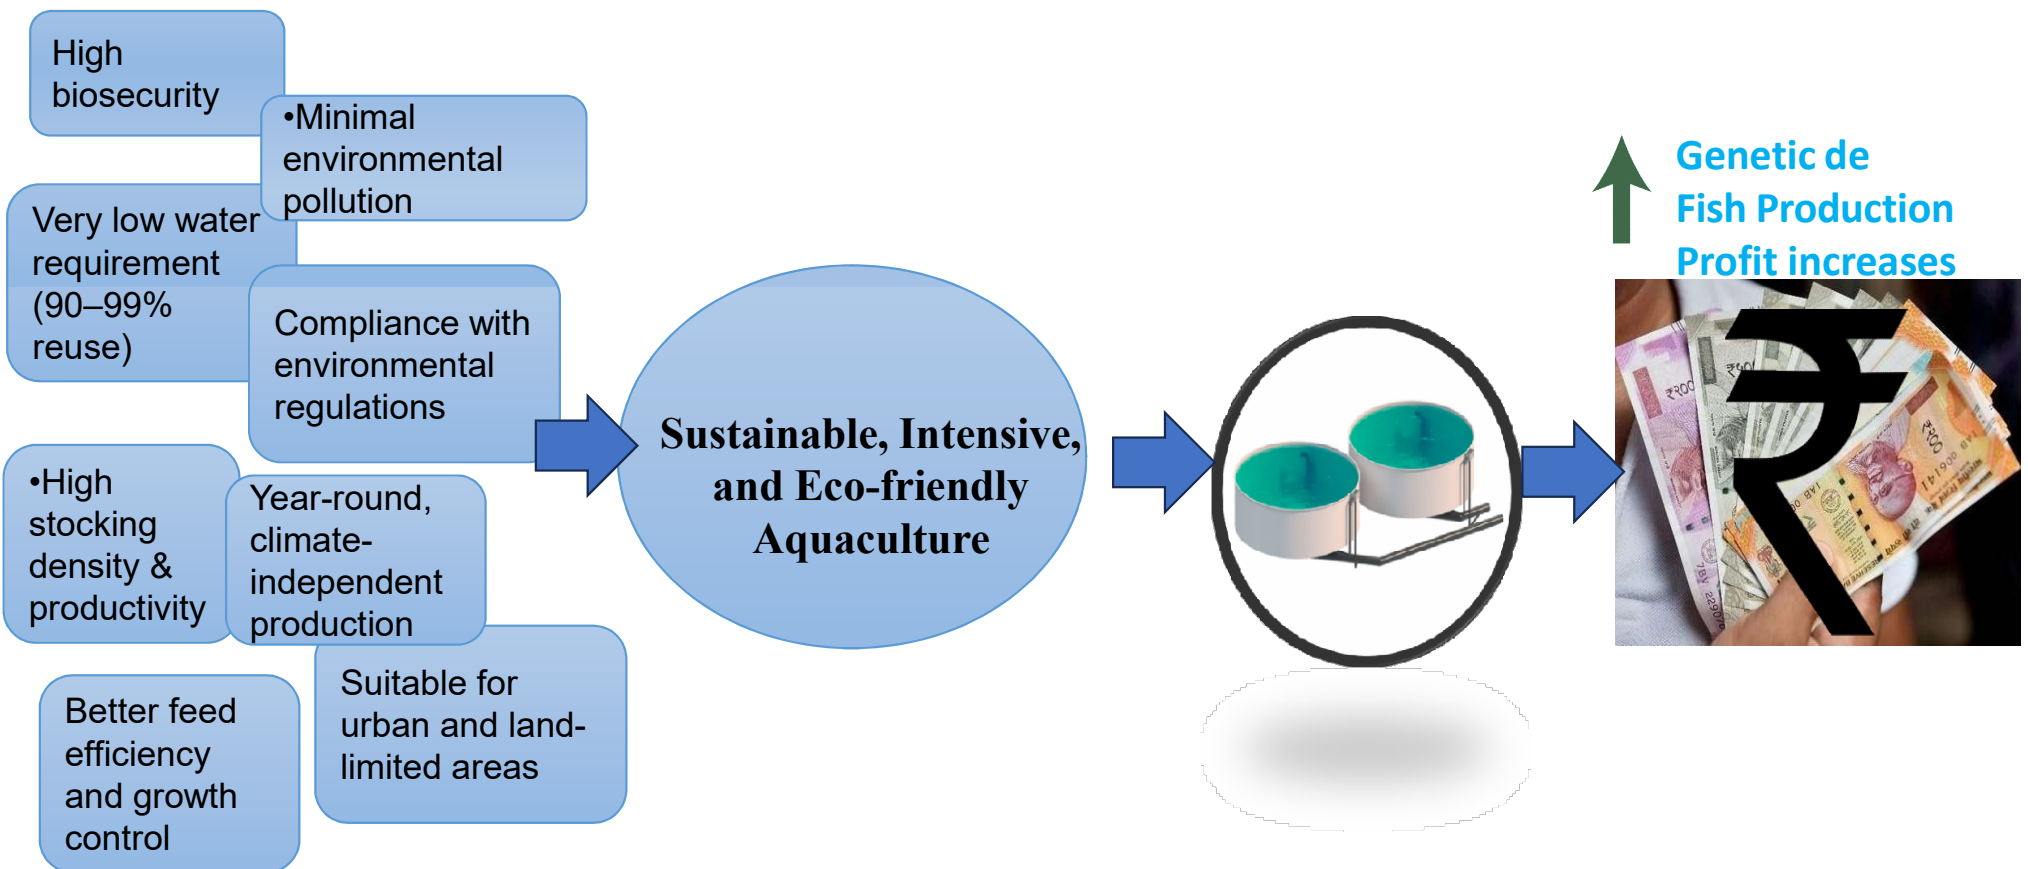 High
biosecurity
•Minimal
environmental
pollution
Very low water
requirement
(90–99%
reuse)
Compliance with
environmental
regulations
•High
stocking
density &
productivity
Year-round,
climate-
independent
production
Suitable for
urban and land-
limited areas
Better feed
efficiency
and growth
control
Sustainable, Intensive,
and Eco-friendly
Aquaculture
Genetic de
Fish Production
Profit increases
₹